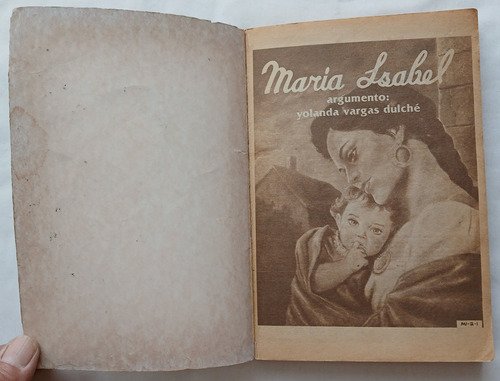 Maria Isabel
argumento:
yolanda vargas dulché